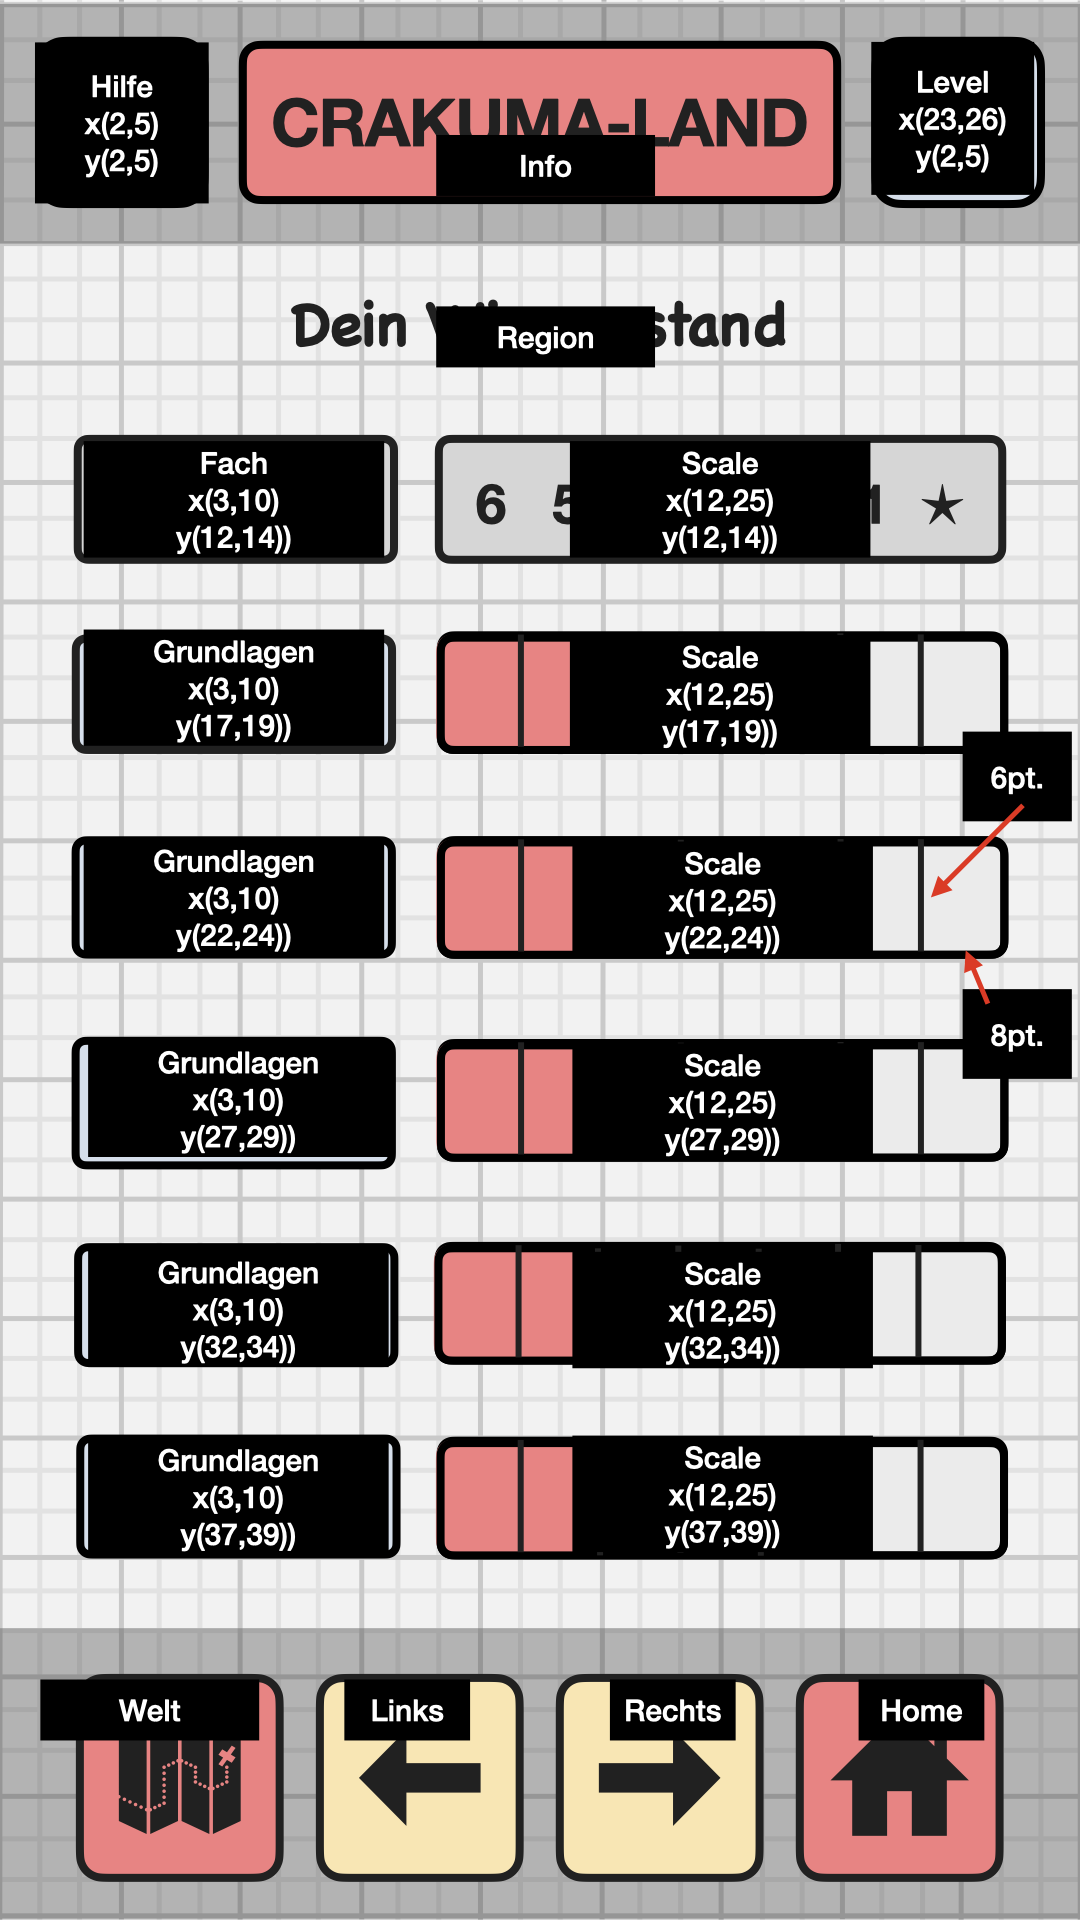 Hilfe
x(2,5)
y(2,5)
CRAKUMA-LAND
Info
Level
x(23,26)
y(2,5)
Dein
stand
Region
Fach
x(3,10)
y(12,14))
6 5
Scale
x(12,25)
y(12,14))
1 ★
Grundlagen
x(3,10)
y(17,19))
Scale
x(12,25)
y(17,19))
6pt.
Grundlagen
x(3,10)
y(22,24))
Scale
x(12,25)
y(22,24))
8pt.
Grundlagen
x(3,10)
y(27,29))
Scale
x(12,25)
y(27,29))
Grundlagen
x(3,10)
y(32,34))
Scale
x(12,25)
y(32,34))
Grundlagen
x(3,10)
y(37,39))
Scale
x(12,25)
y(37,39))
Welt
Links
Rechts
Home